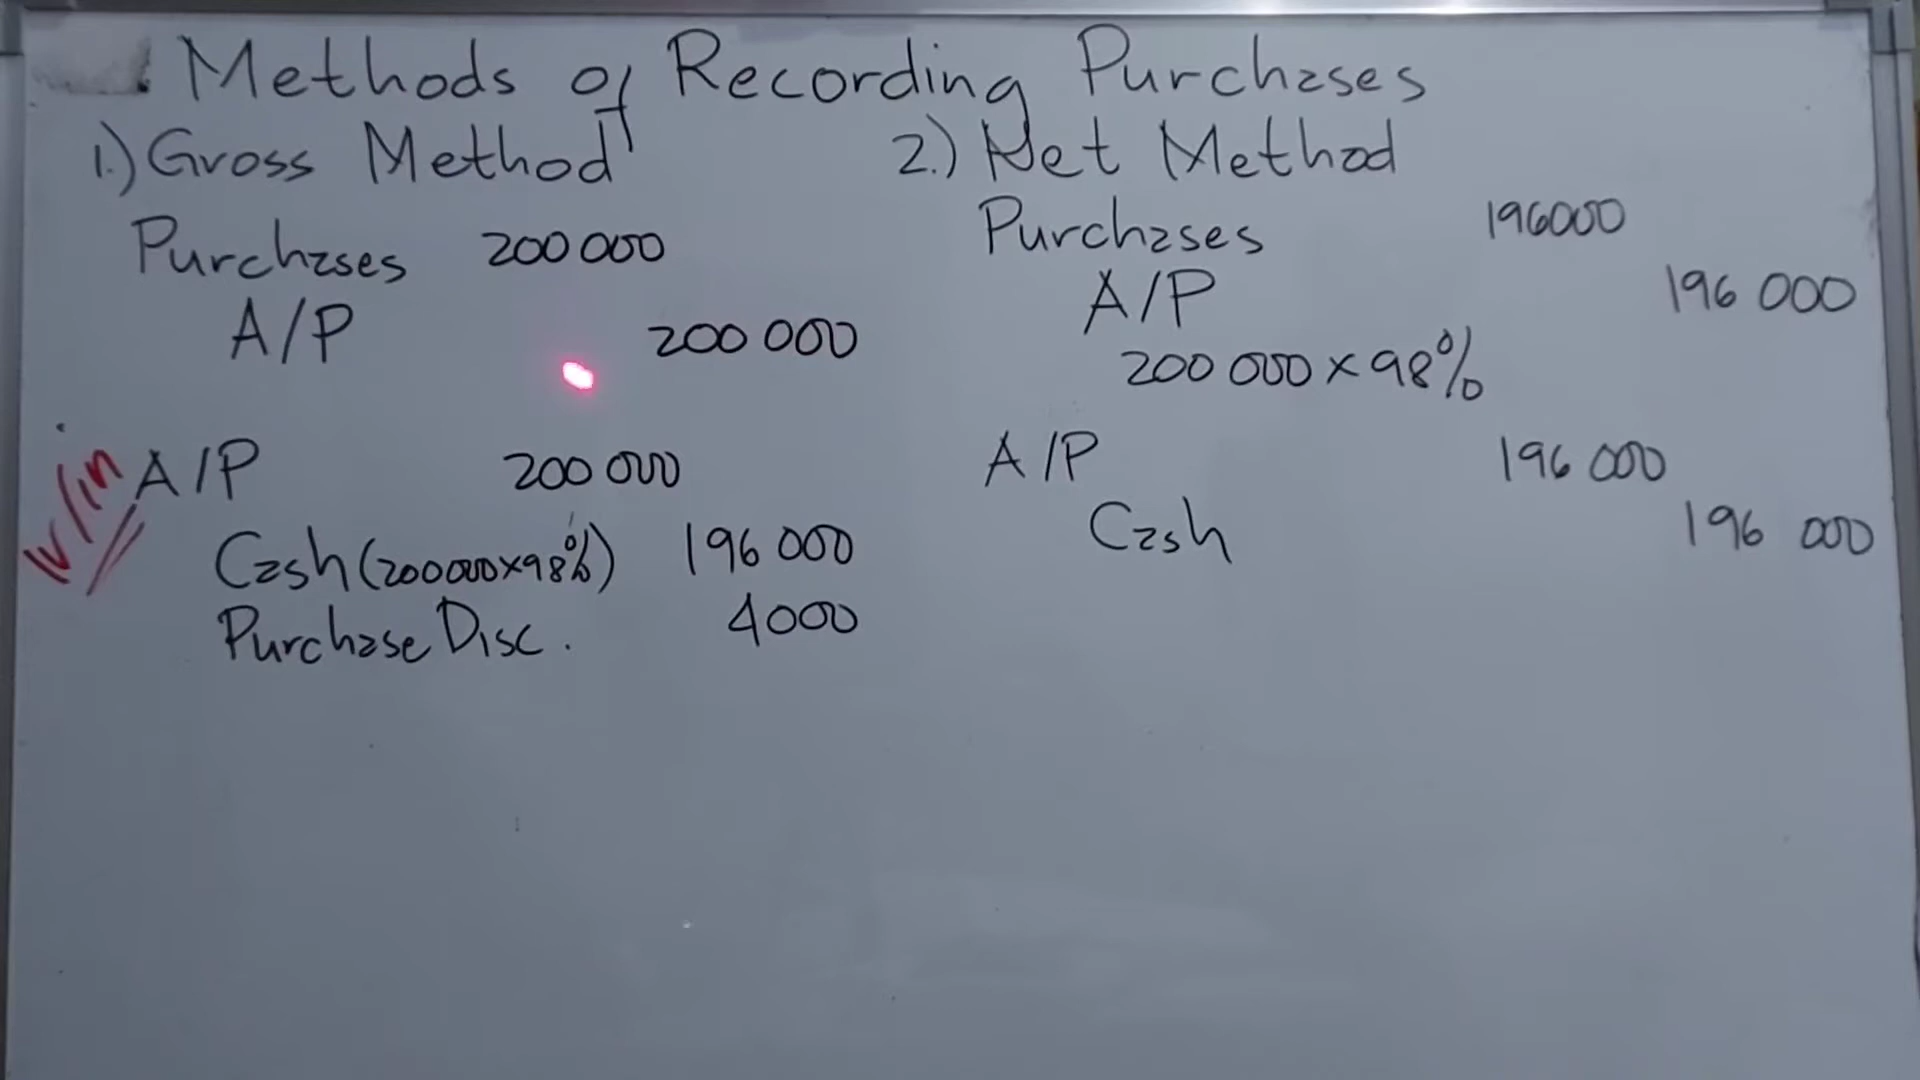 Methods of Recording Purchases
1.) Gross Method
Purchases 200 000
A/P 200 000
w/in A/P 200 000
Cash (200000x98%) 196 000
Purchase Disc. 4000
2.) Net Method
Purchases 196000
A/P 196 000
200 000 x 98%
A/P 196 000
Cash 196 000